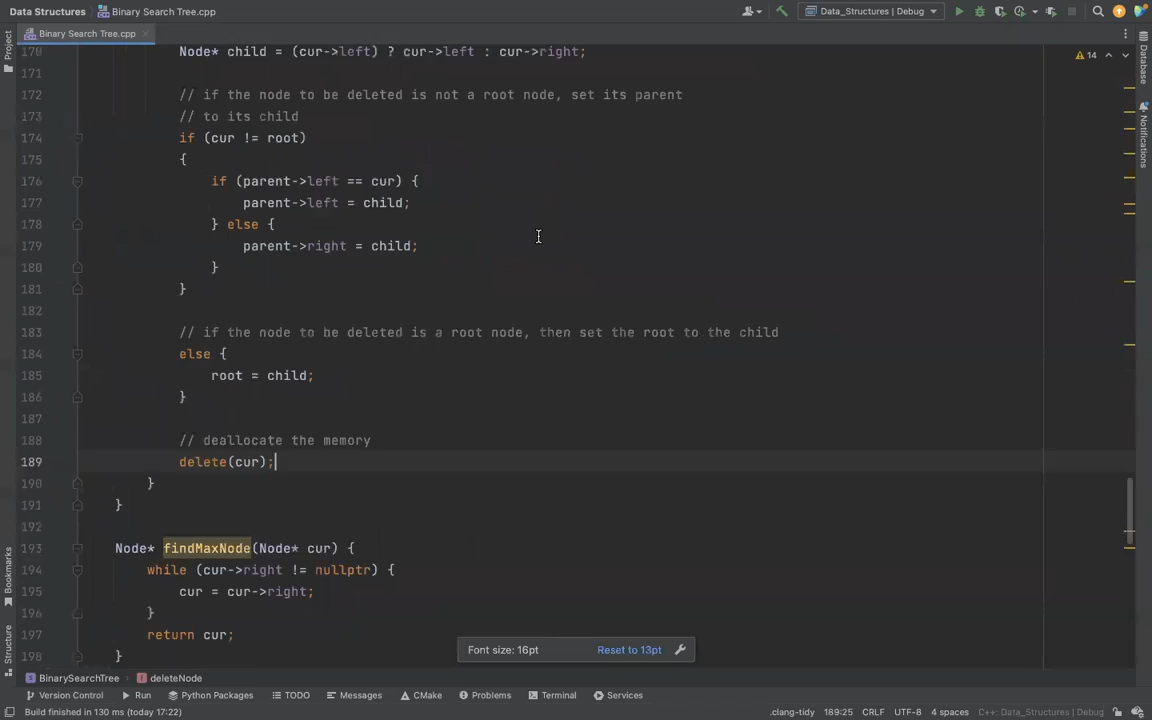 Data Structures
Binary Search Tree.cpp
Data_Structures | Debug
Binary Search Tree.cpp
Project
14
Database
Notifications
170 Node* child = (cur->left) ? cur->left : cur->right;
171
172 // if the node to be deleted is not a root node, set its parent
173 // to its child
174 if (cur != root)
175 {
176 if (parent->left == cur) {
177 parent->left = child;
178 } else {
179 parent->right = child;
180 }
181 }
182
183 // if the node to be deleted is a root node, then set the root to the child
184 else {
185 root = child;
186 }
187
188 // deallocate the memory
189 delete(cur);
190 }
191 }
192
193 Node* findMaxNode(Node* cur) {
194 while (cur->right != nullptr) {
195 cur = cur->right;
196 }
197 return cur;
198 }
Bookmarks
Structure
Font size: 16pt Reset to 13pt
BinarySearchTree deleteNode
Version Control Run Python Packages TODO Messages CMake Problems Terminal Services
Build finished in 130 ms (today 17:22) .clang-tidy 189:25 CRLF UTF-8 4 spaces C++: Data_Structures | Debug